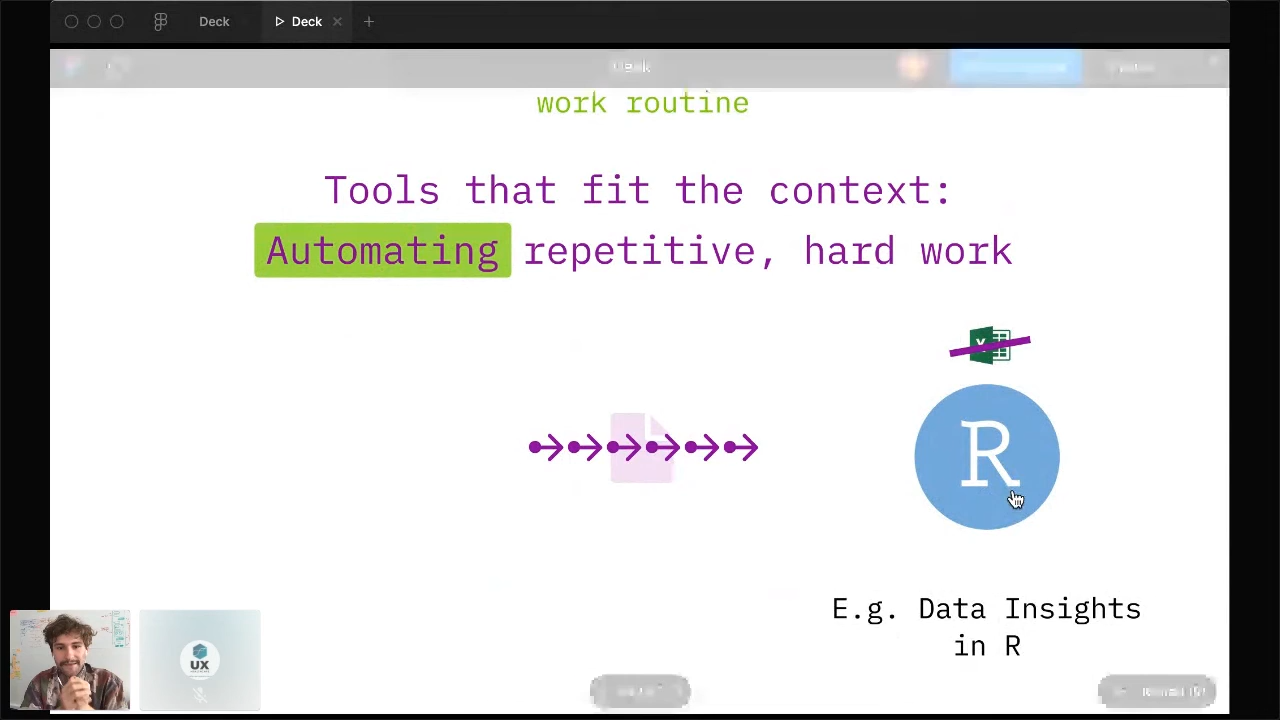 Deck
Deck
work routine
Tools that fit the context:
Automating repetitive, hard work
X
R
E.g. Data Insights
in R
UX